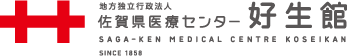 地方独立行政法人
佐賀県医療センター 好生館
SAGA-KEN MEDICAL CENTRE KOSEIKAN
SINCE 1858